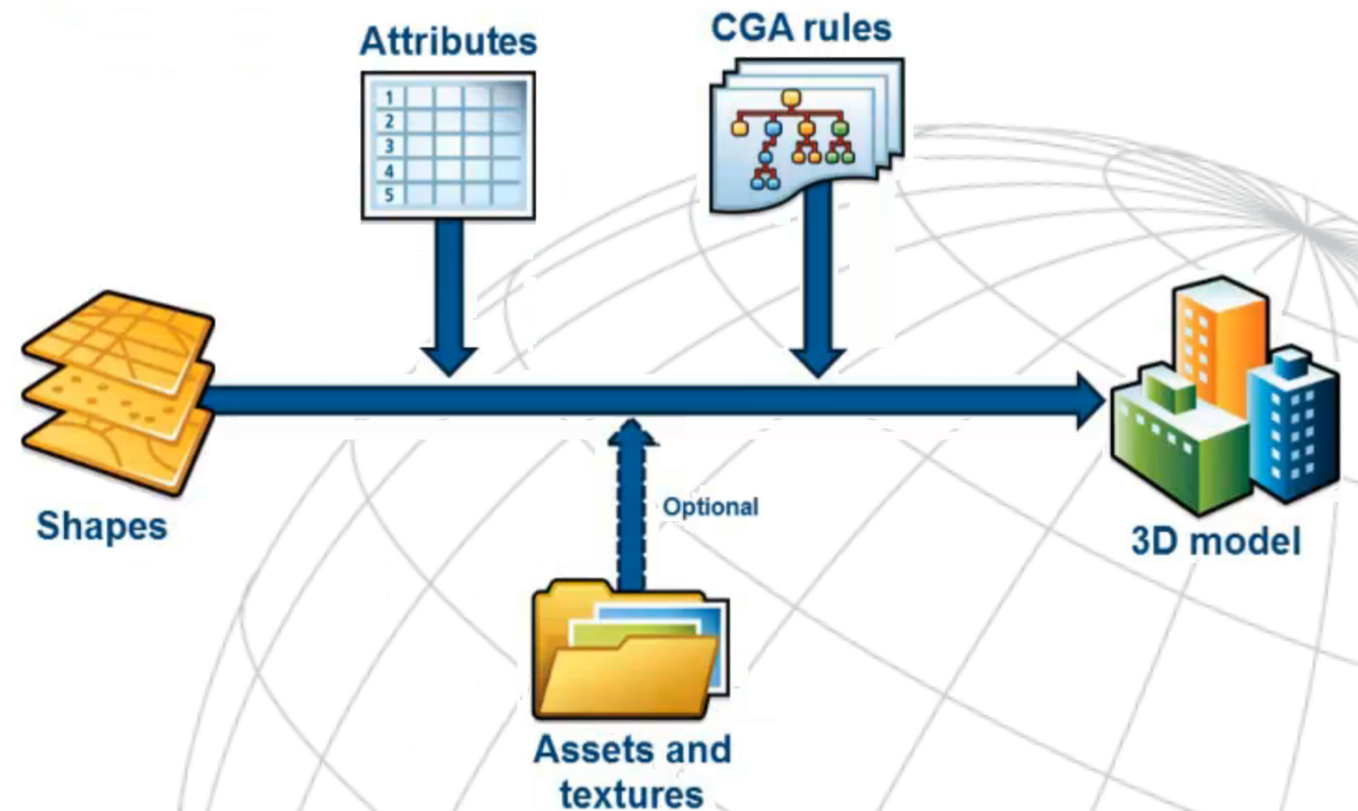 Attributes
CGA rules
1
2
3
4
5
Shapes
Optional
3D model
Assets and
textures